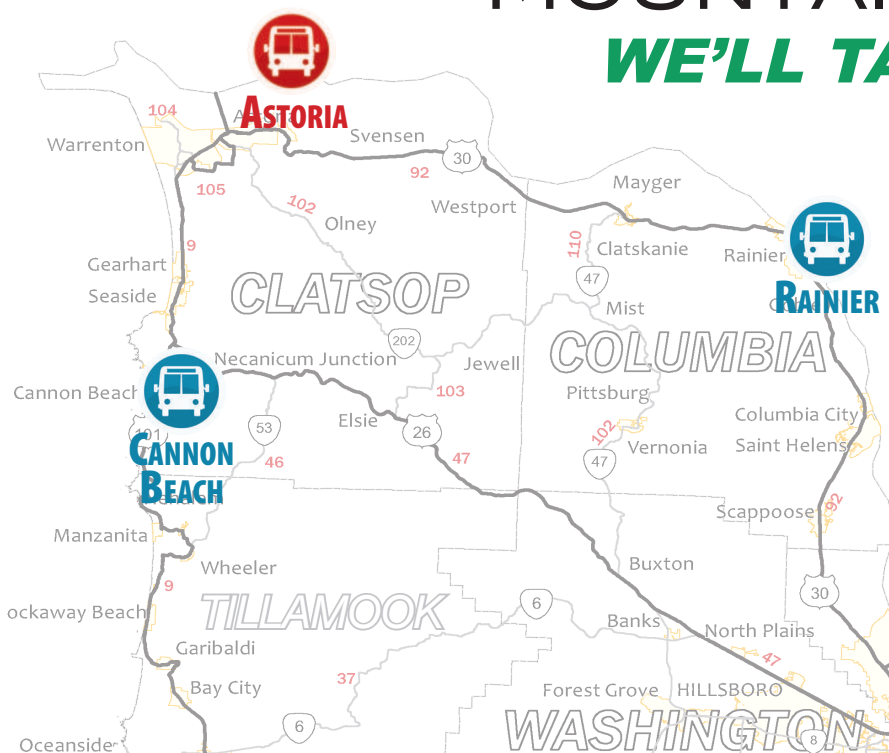 WE'LL TA
104
ASTORIA
Warrenton
Svensen
30
92
105
Mayger
102
Olney
Westport
9
110
Clatskanie
Rainier
Gearhart
47
RAINIER
Seaside
CLATSOP
Mist
202
COLUMBIA
Necanicum Junction
Jewell
Cannon Beach
103
Pittsburg
Elsie
Columbia City
101
53
26
102
Saint Helens
CANNON
BEACH
46
47
47
Vernonia
Manzanita
Scappoose
92
Wheeler
Buxton
9
30
ockaway Beach
TILLAMOOK
6
Banks
North Plains
Garibaldi
47
37
Bay City
Forest Grove
HILLSBORO
6
WASHINGTON
8
Oceanside